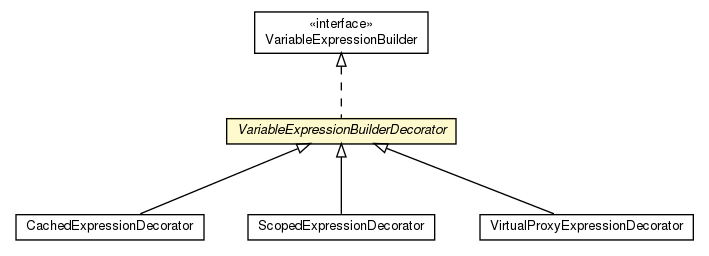 «interface»
VariableExpressionBuilder
VariableExpressionBuilderDecorator
CachedExpressionDecorator
ScopedExpressionDecorator
VirtualProxyExpressionDecorator